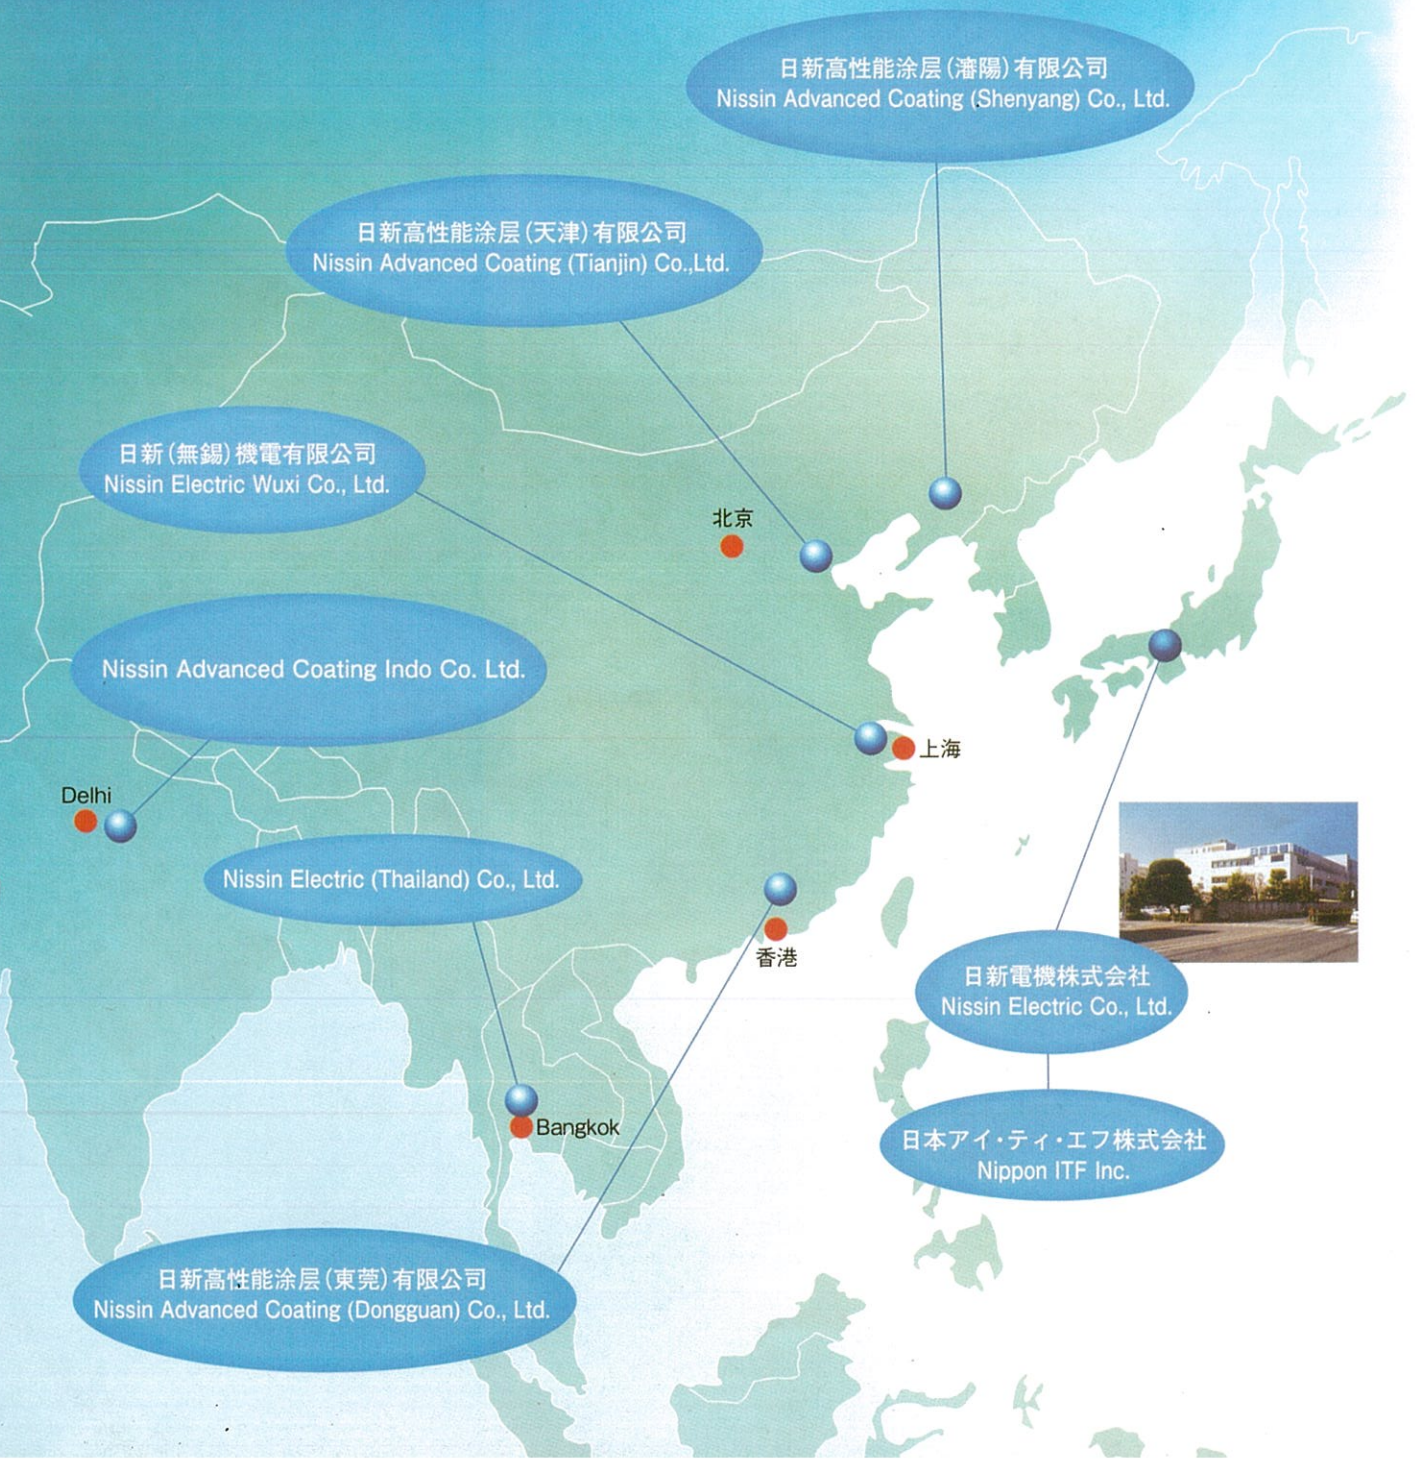 日新高性能涂层(瀋陽)有限公司
Nissin Advanced Coating (Shenyang) Co., Ltd.
日新高性能涂层(天津)有限公司
Nissin Advanced Coating (Tianjin) Co.,Ltd.
日新(無錫)機電有限公司
Nissin Electric Wuxi Co., Ltd.
北京
Nissin Advanced Coating Indo Co. Ltd.
上海
Delhi
Nissin Electric (Thailand) Co., Ltd.
香港
日新電機株式会社
Nissin Electric Co., Ltd.
Bangkok
日本アイ・ティ・エフ株式会社
Nippon ITF Inc.
日新高性能涂层(東莞)有限公司
Nissin Advanced Coating (Dongguan) Co., Ltd.